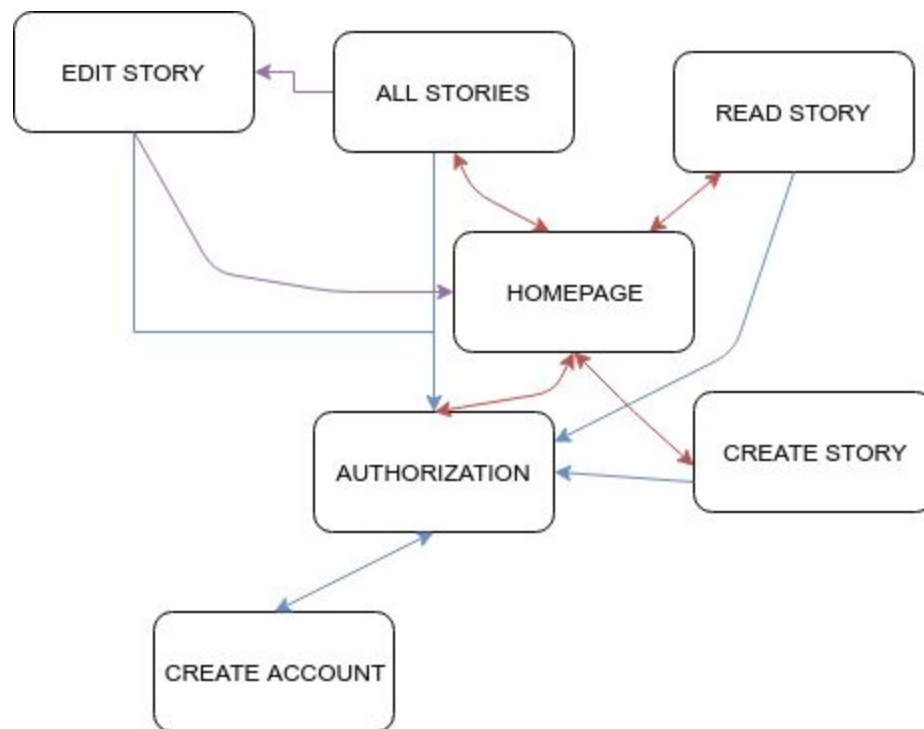 EDIT STORY
ALL STORIES
READ STORY
HOMEPAGE
CREATE STORY
AUTHORIZATION
CREATE ACCOUNT